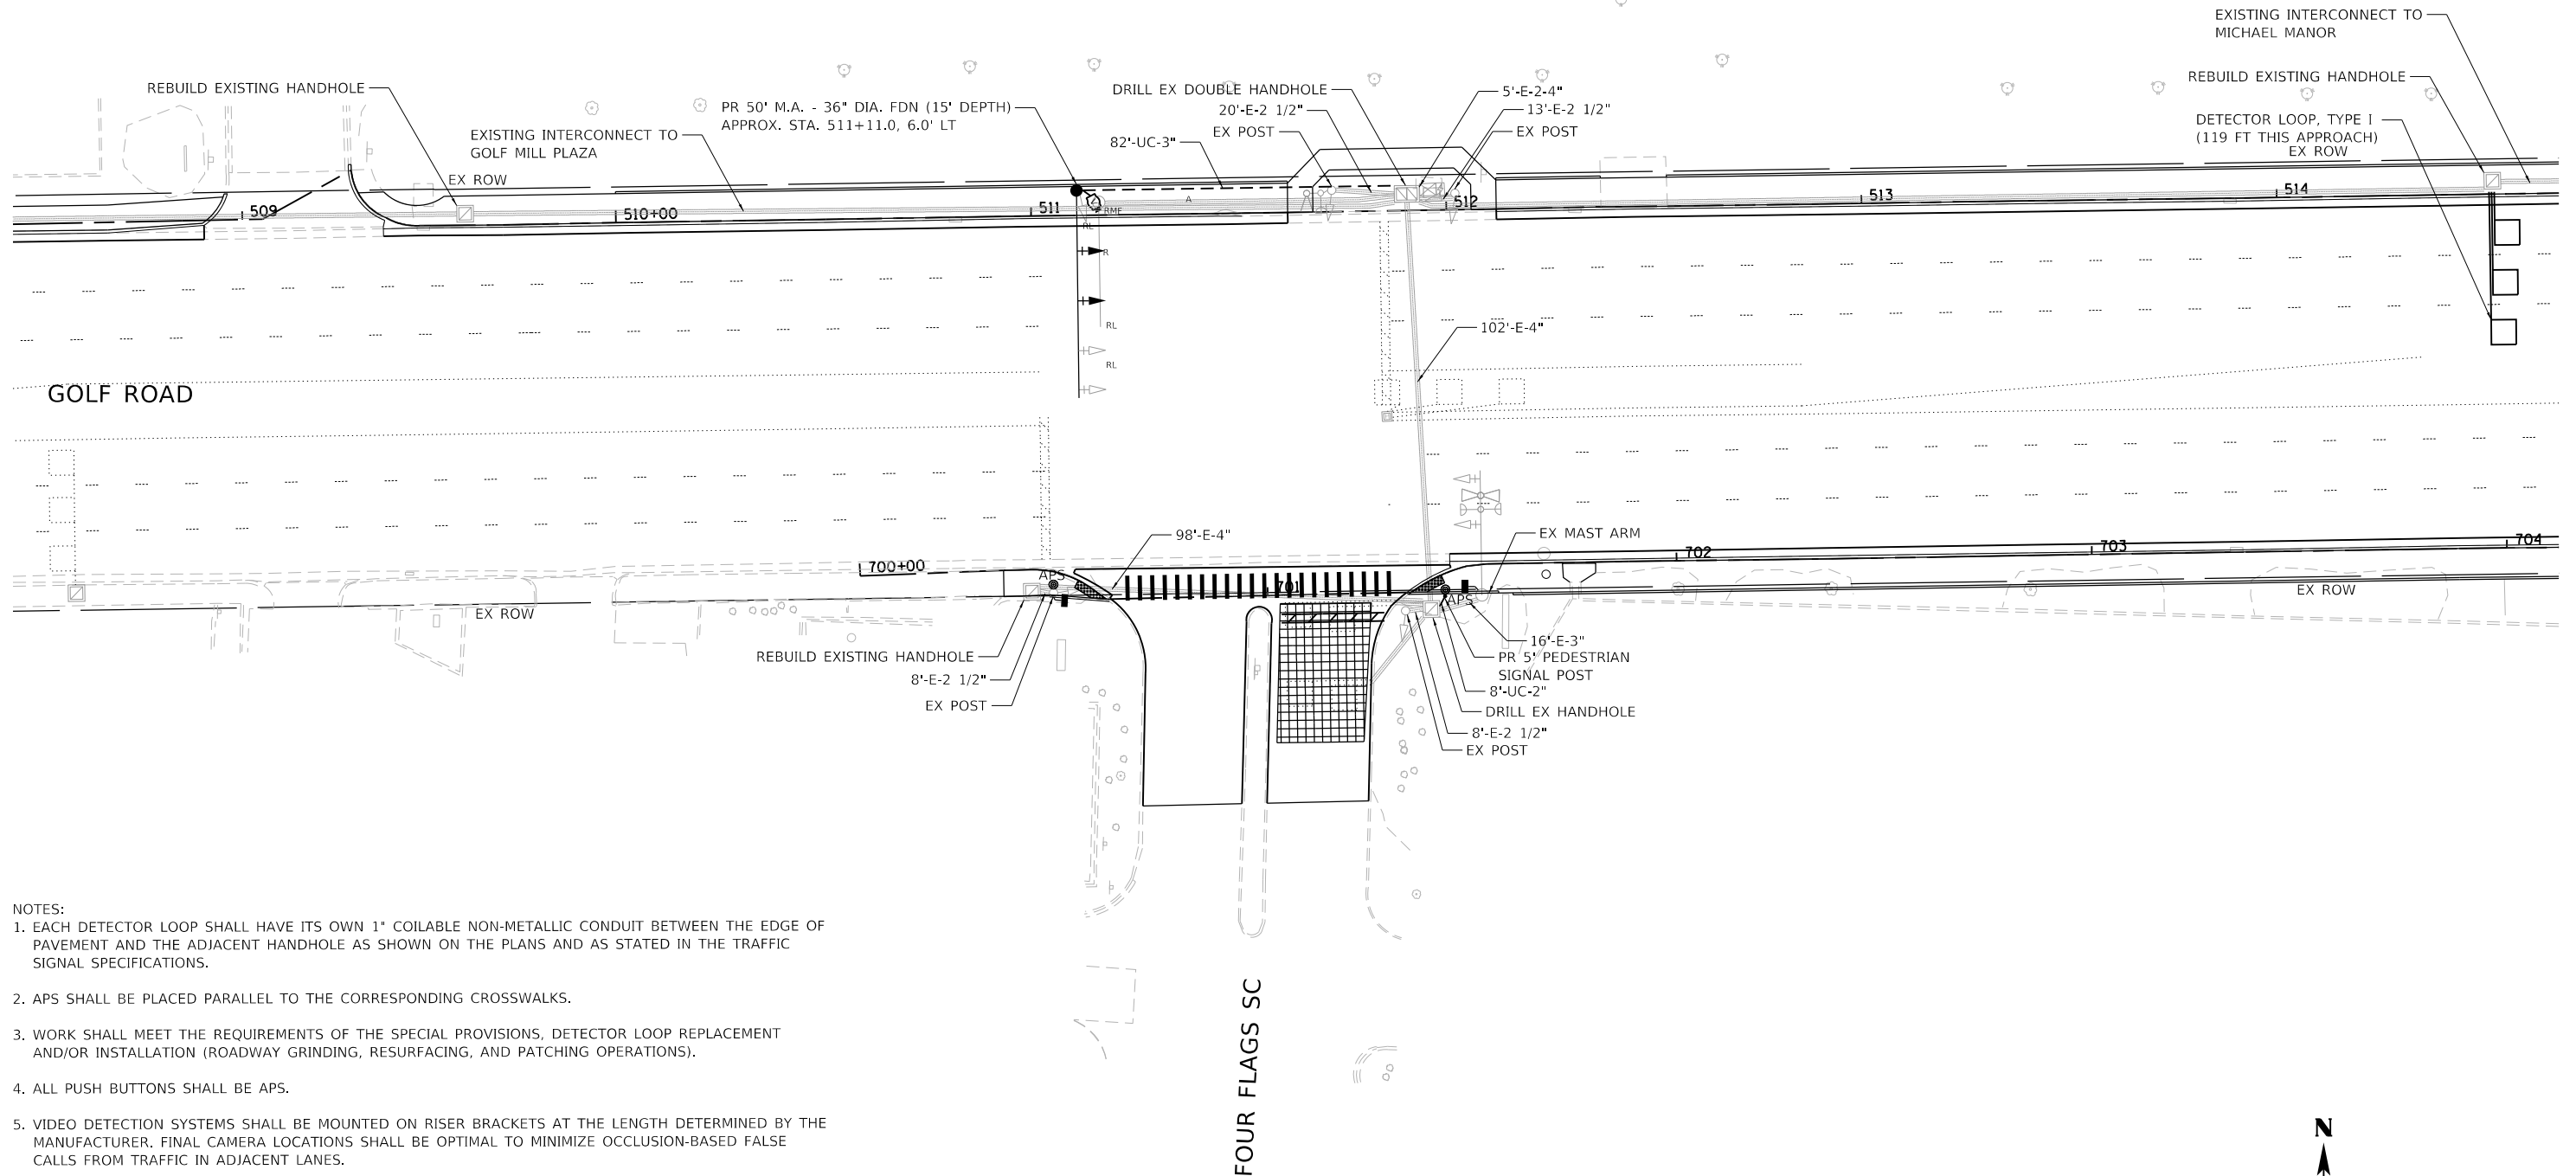 EXISTING INTERCONNECT TO
MICHAEL MANOR
REBUILD EXISTING HANDHOLE
DETECTOR LOOP, TYPE I
(119 FT THIS APPROACH)
EX ROW
REBUILD EXISTING HANDHOLE
EXISTING INTERCONNECT TO
GOLF MILL PLAZA
PR 50' M.A. - 36" DIA. FDN (15' DEPTH)
APPROX. STA. 511+11.0, 6.0' LT
DRILL EX DOUBLE HANDHOLE
20'-E-2 1/2"
EX POST
82'-UC-3"
5'-E-2-4"
13'-E-2 1/2"
EX POST
EX ROW
509
510+00
511
512
513
514
A
RME
RL
R
RL
RL
102'-E-4"
GOLF ROAD
98'-E-4"
EX MAST ARM
700+00
701
702
703
704
APS
APS
EX ROW
EX ROW
REBUILD EXISTING HANDHOLE
8'-E-2 1/2"
EX POST
16'-E-3"
PR 5' PEDESTRIAN
SIGNAL POST
8'-UC-2"
DRILL EX HANDHOLE
8'-E-2 1/2"
EX POST
FOUR FLAGS SC
NOTES:
1. EACH DETECTOR LOOP SHALL HAVE ITS OWN 1" COILABLE NON-METALLIC CONDUIT BETWEEN THE EDGE OF
PAVEMENT AND THE ADJACENT HANDHOLE AS SHOWN ON THE PLANS AND AS STATED IN THE TRAFFIC
SIGNAL SPECIFICATIONS.
2. APS SHALL BE PLACED PARALLEL TO THE CORRESPONDING CROSSWALKS.
3. WORK SHALL MEET THE REQUIREMENTS OF THE SPECIAL PROVISIONS, DETECTOR LOOP REPLACEMENT
AND/OR INSTALLATION (ROADWAY GRINDING, RESURFACING, AND PATCHING OPERATIONS).
4. ALL PUSH BUTTONS SHALL BE APS.
5. VIDEO DETECTION SYSTEMS SHALL BE MOUNTED ON RISER BRACKETS AT THE LENGTH DETERMINED BY THE
MANUFACTURER. FINAL CAMERA LOCATIONS SHALL BE OPTIMAL TO MINIMIZE OCCLUSION-BASED FALSE
CALLS FROM TRAFFIC IN ADJACENT LANES.
N